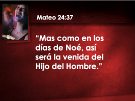 Mateo 24:37
"Mas como en los
días de Noé, así
será la venida del
Hijo del Hombre."